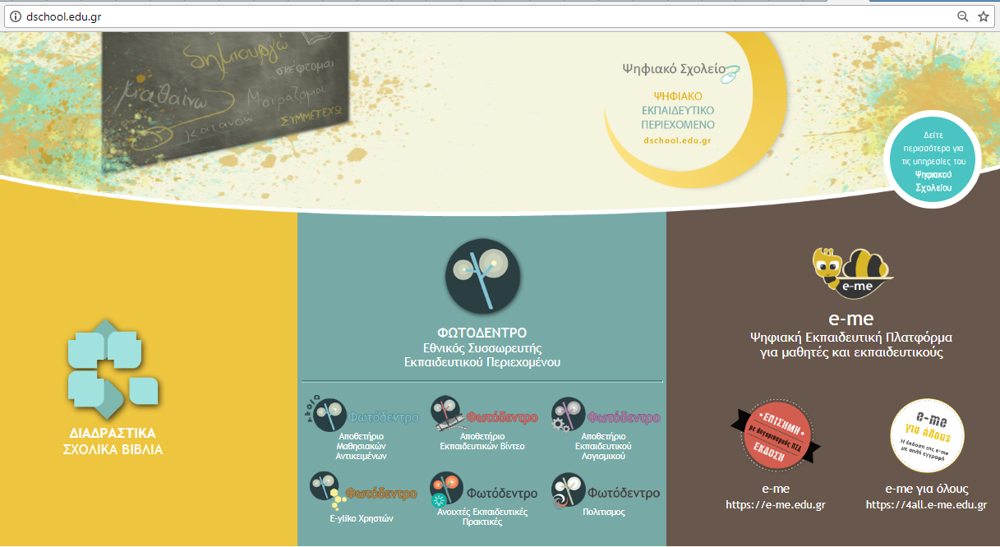 dschool.edu.gr
δημιουργώ
σκέφτομαι
μαθαίνω
Μοιράζομαι
κατανοώ
ΣΥΜΜΕΤΕΧΩ
Ψηφιακό Σχολείο
ΨΗΦΙΑΚΟ
ΕΚΠΑΙΔΕΥΤΙΚΟ
ΠΕΡΙΕΧΟΜΕΝΟ
dschool.edu.gr
Δείτε
περισσότερα για
τις υπηρεσίες του
Ψηφιακού
Σχολείου
ΔΙΑΔΡΑΣΤΙΚΑ
ΣΧΟΛΙΚΑ ΒΙΒΛΙΑ
ΦΩΤΟΔΕΝΤΡΟ
Εθνικός Συσσωρευτής
Εκπαιδευτικού Περιεχομένου
Φωτόδεντρο
Αποθετήριο
Μαθησιακών
Αντικειμένων
Φωτόδεντρο
Αποθετήριο
Εκπαιδευτικών Βίντεο
Φωτόδεντρο
Αποθετήριο
Εκπαιδευτικού
Λογισμικού
Φωτόδεντρο
E-yliko Χρηστών
Φωτόδεντρο
Ανοιχτές Εκπαιδευτικές
Πρακτικές
Φωτόδεντρο
Πολιτισμος
e-me
e-me
Ψηφιακή Εκπαιδευτική Πλατφόρμα
για μαθητές και εκπαιδευτικούς
ΕΠΙΣΗΜΗ
με λογαριασμούς ΠΣΔ
ΕΚΔΟΣΗ
e-me
https://e-me.edu.gr
e-me
για όλους
Η έκδοση της e-me
με απλή εγγραφή
e-me για όλους
https://4all.e-me.edu.gr